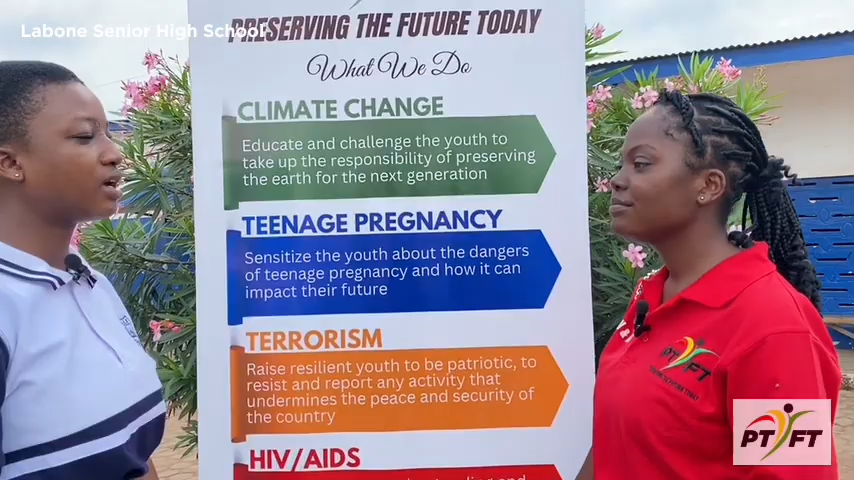 Labone Senior High School
PRESERVING THE FUTURE TODAY
What We Do
CLIMATE CHANGE
Educate and challenge the youth to
take up the responsibility of preserving
the earth for the next generation
TEENAGE PREGNANCY
Sensitize the youth about the dangers
of teenage pregnancy and how it can
impact their future
TERRORISM
Raise resilient youth to be patriotic, to
resist and report any activity that
undermines the peace and security of
the country
HIV/AIDS
PTFT
PTFT